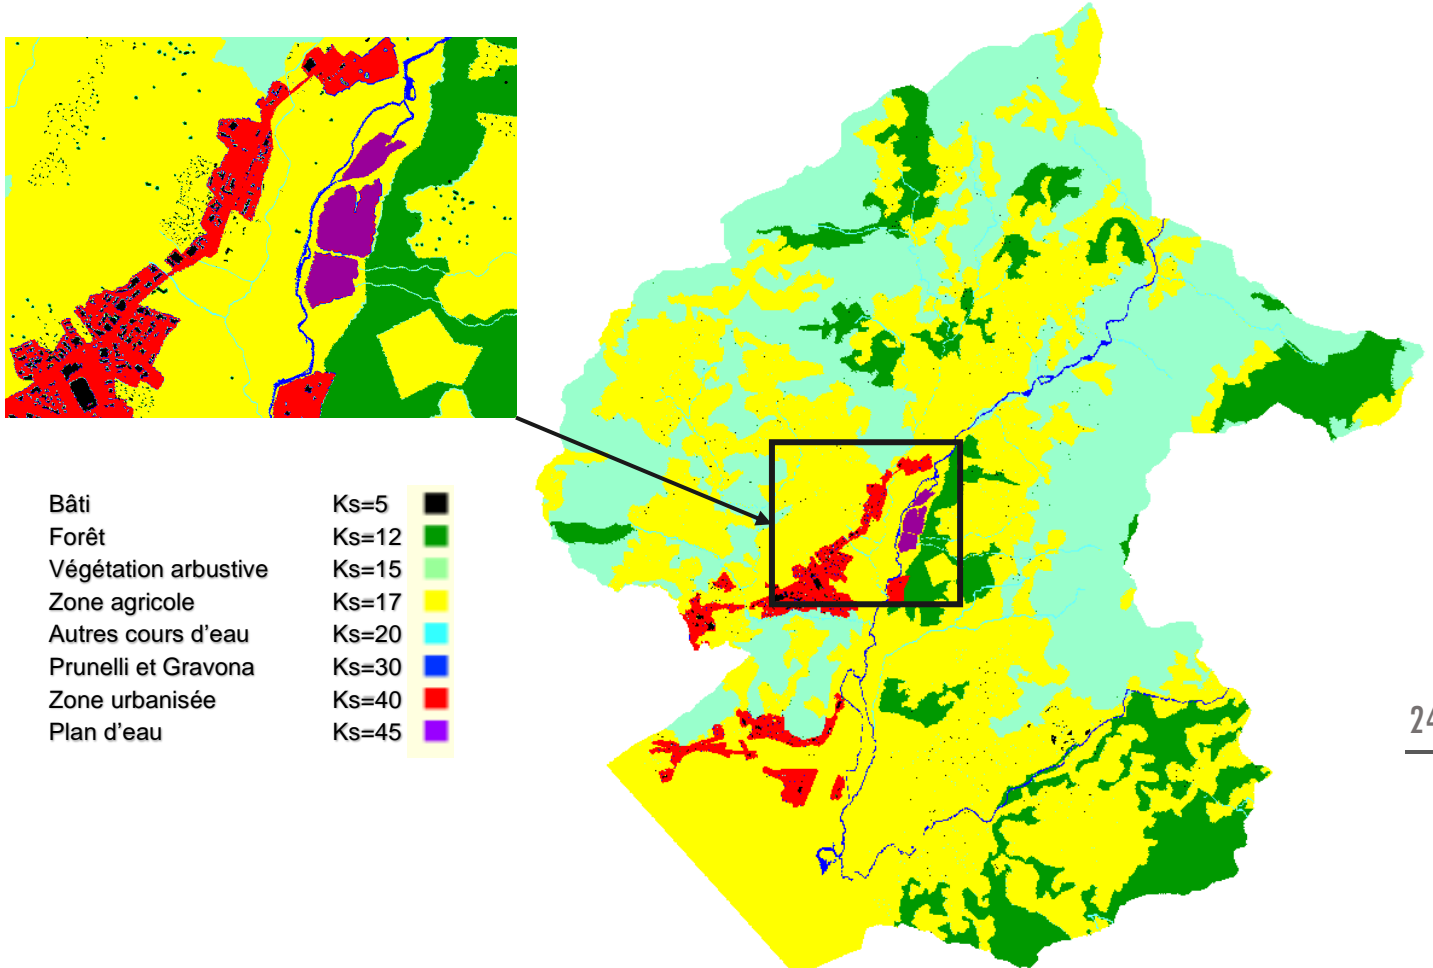 Bâti Ks=5
Forêt Ks=12
Végétation arbustive Ks=15
Zone agricole Ks=17
Autres cours d'eau Ks=20
Prunelli et Gravona Ks=30
Zone urbanisée Ks=40
Plan d'eau Ks=45
24